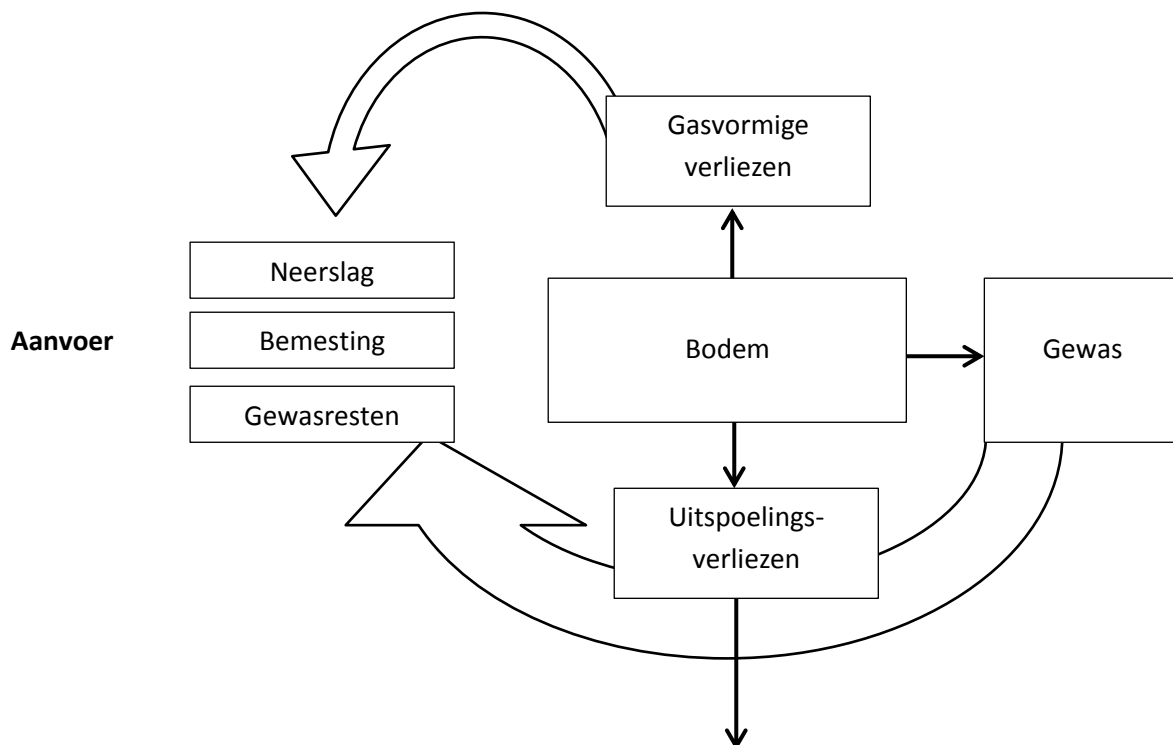 Gasvormige
verliezen
Neerslag
Aanvoer
Bemesting
Bodem
Gewas
Gewasresten
Uitspoelings-
verliezen